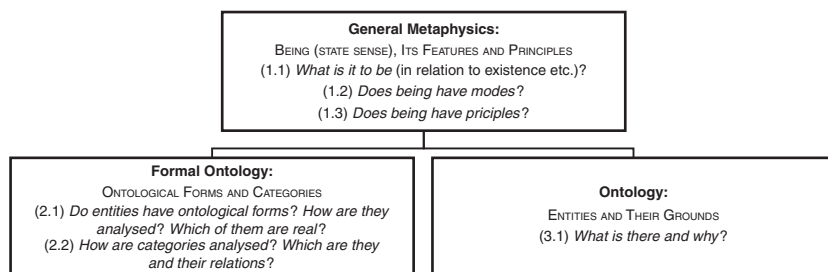 General Metaphysics:
BEING (STATE SENSE), ITS FEATURES AND PRINCIPLES
(1.1) What is it to be (in relation to existence etc.)?
(1.2) Does being have modes?
(1.3) Does being have priciples?
Formal Ontology:
ONTOLOGICAL FORMS AND CATEGORIES
(2.1) Do entities have ontological forms? How are they
analysed? Which of them are real?
(2.2) How are categories analysed? Which are they
and their relations?
Ontology:
ENTITIES AND THEIR GROUNDS
(3.1) What is there and why?